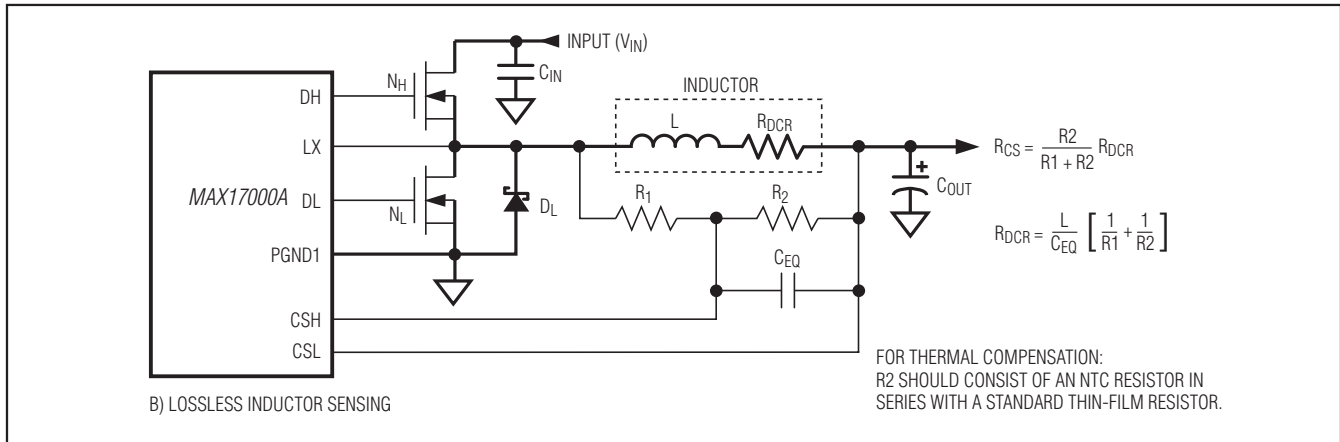 INPUT (VIN)
CIN
NH
DH
INDUCTOR
L
RDCR
LX
RCS = R2 / R1 + R2 RDCR
MAX17000A
DL
NL
DL
R1
R2
COUT
+
RDCR = L / CEQ [ 1 / R1 + 1 / R2 ]
PGND1
CEQ
CSH
CSL
FOR THERMAL COMPENSATION:
R2 SHOULD CONSIST OF AN NTC RESISTOR IN
SERIES WITH A STANDARD THIN-FILM RESISTOR.
B) LOSSLESS INDUCTOR SENSING